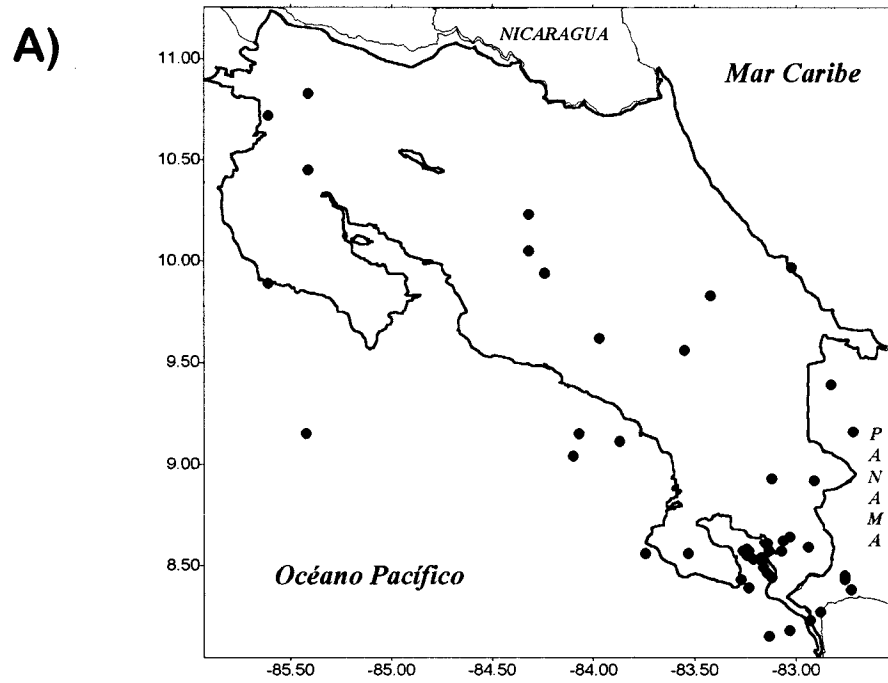 A)
NICARAGUA
Mar Caribe
11.00
10.50
10.00
9.50
9.00
8.50
P
A
N
A
M
A
Océano Pacífico
-85.50 -85.00 -84.50 -84.00 -83.50 -83.00